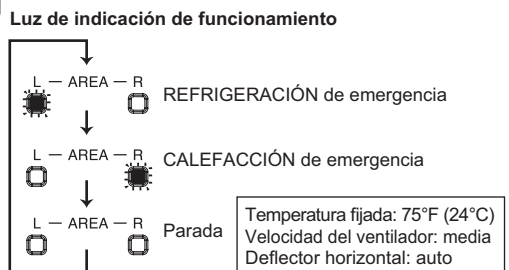 Luz de indicación de funcionamiento
L — AREA — R
REFRIGERACIÓN de emergencia
L — AREA — R
CALEFACCIÓN de emergencia
L — AREA — R
Parada
Temperatura fijada: 75°F (24°C)
Velocidad del ventilador: media
Deflector horizontal: auto